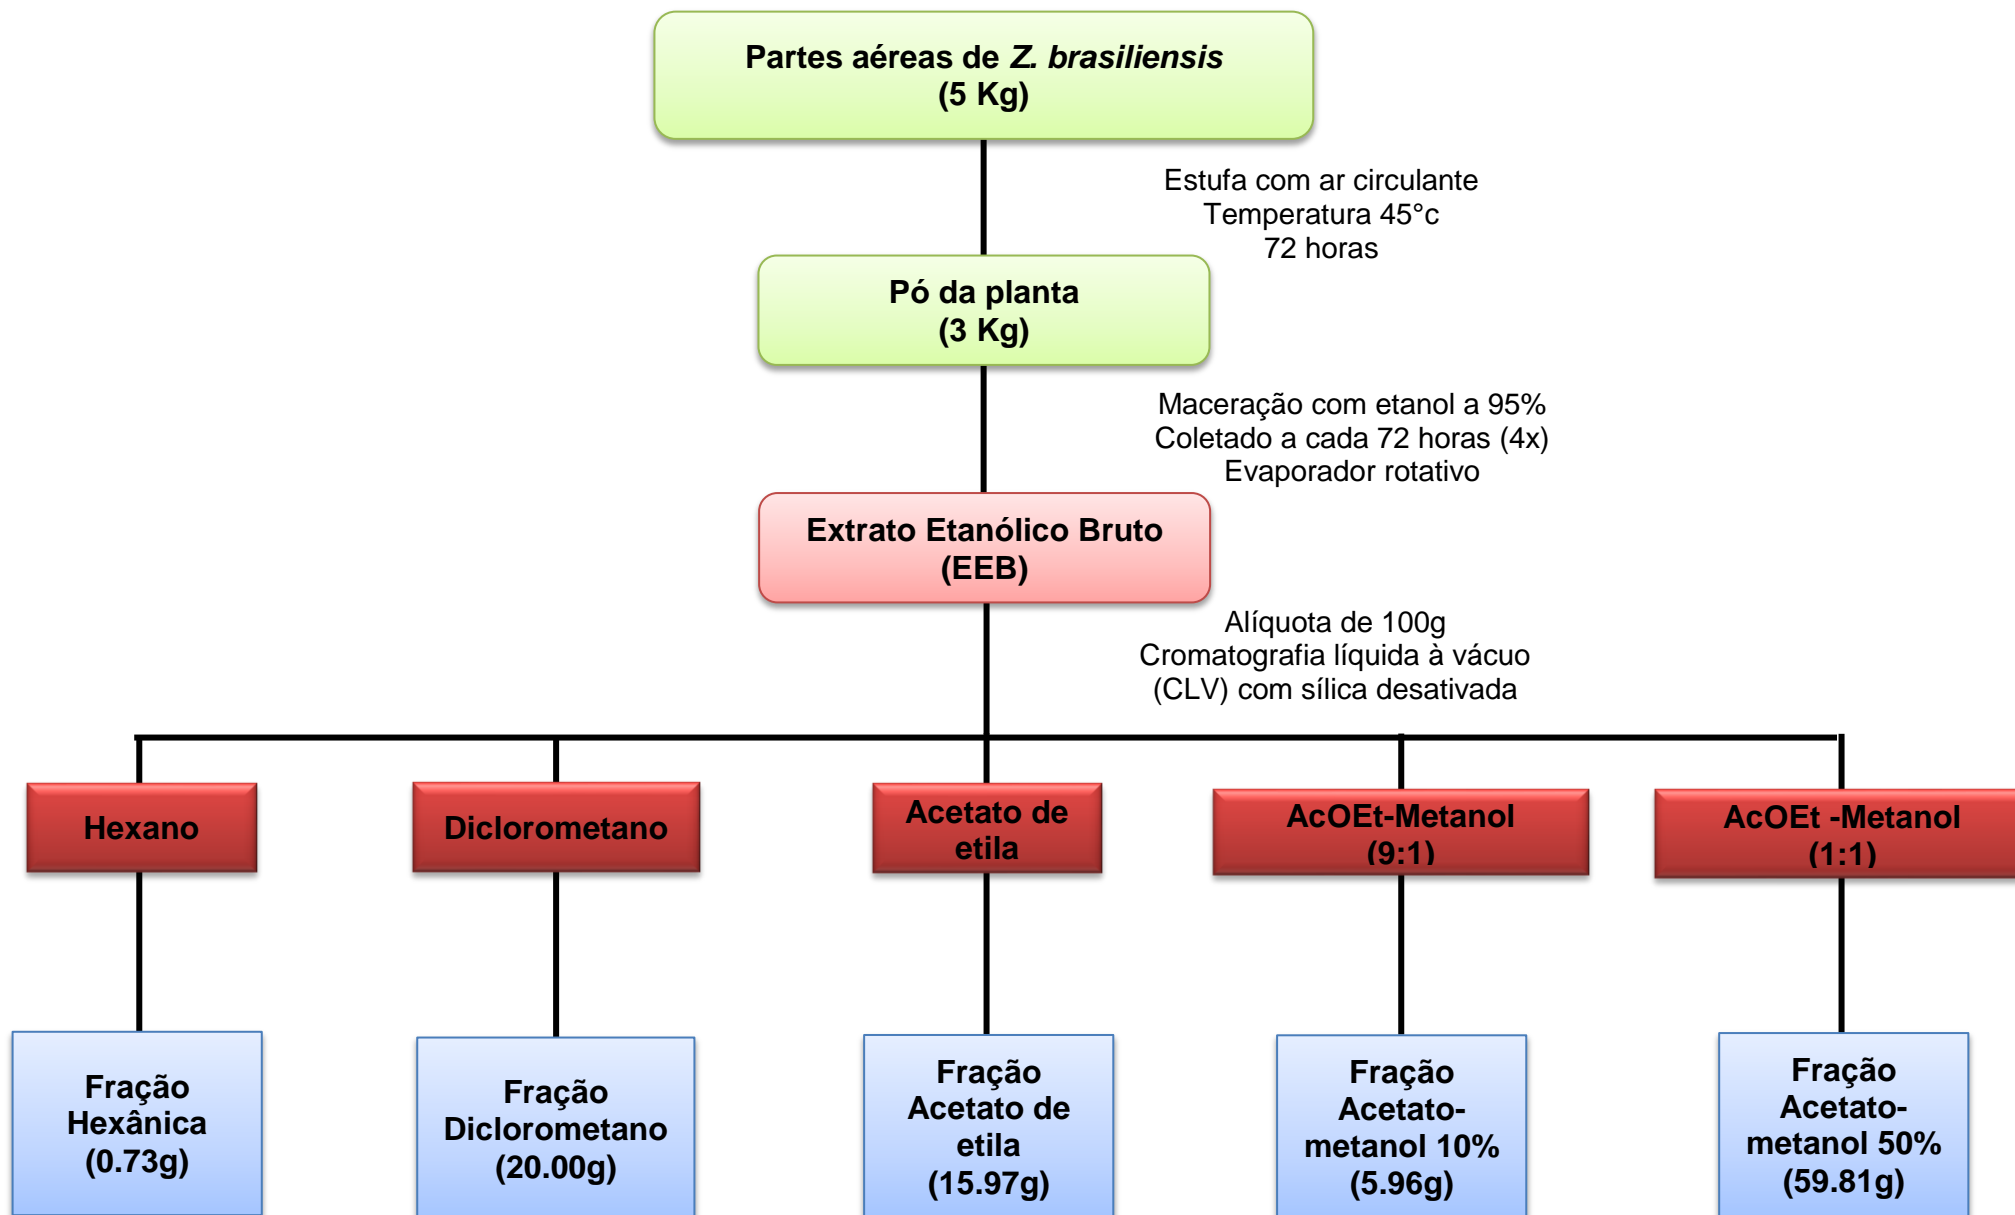 Partes aéreas de Z. brasiliensis
(5 Kg)
Estufa com ar circulante
Temperatura 45°c
72 horas
Pó da planta
(3 Kg)
Maceração com etanol a 95%
Coletado a cada 72 horas (4x)
Evaporador rotativo
Extrato Etanólico Bruto
(EEB)
Alíquota de 100g
Cromatografia líquida à vácuo
(CLV) com sílica desativada
Hexano
Diclorometano
Acetato de
etila
AcOEt-Metanol
(9:1)
AcOEt -Metanol
(1:1)
Fração
Hexânica
(0.73g)
Fração
Diclorometano
(20.00g)
Fração
Acetato de
etila
(15.97g)
Fração
Acetato-
metanol 10%
(5.96g)
Fração
Acetato-
metanol 50%
(59.81g)